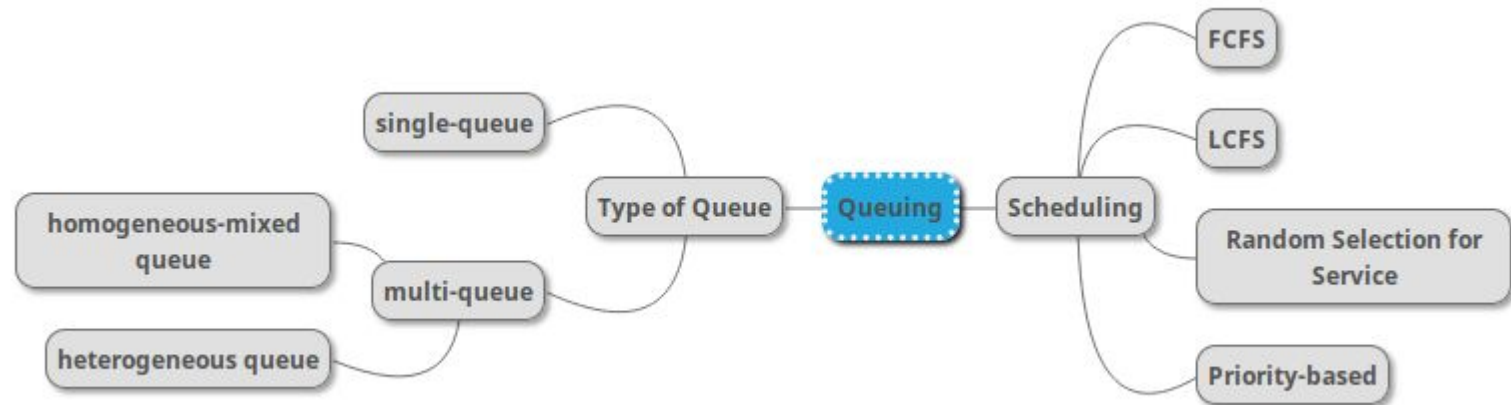 FCFS
single-queue
LCFS
Type of Queue
Queuing
Scheduling
homogeneous-mixed
queue
Random Selection for
Service
multi-queue
heterogeneous queue
Priority-based